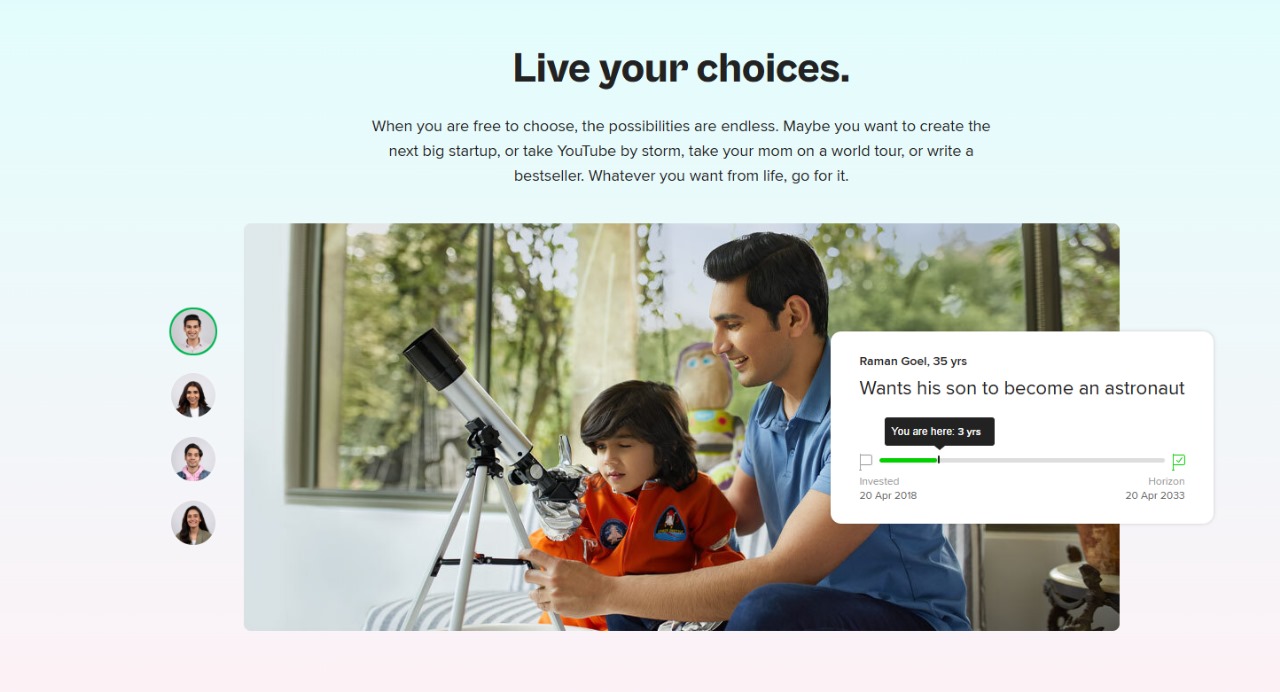 Live your choices.
When you are free to choose, the possibilities are endless. Maybe you want to create the
next big startup, or take YouTube by storm, take your mom on a world tour, or write a
bestseller. Whatever you want from life, go for it.
Raman Goel, 35 yrs
Wants his son to become an astronaut
You are here: 3 yrs
Invested
20 Apr 2018
Horizon
20 Apr 2033